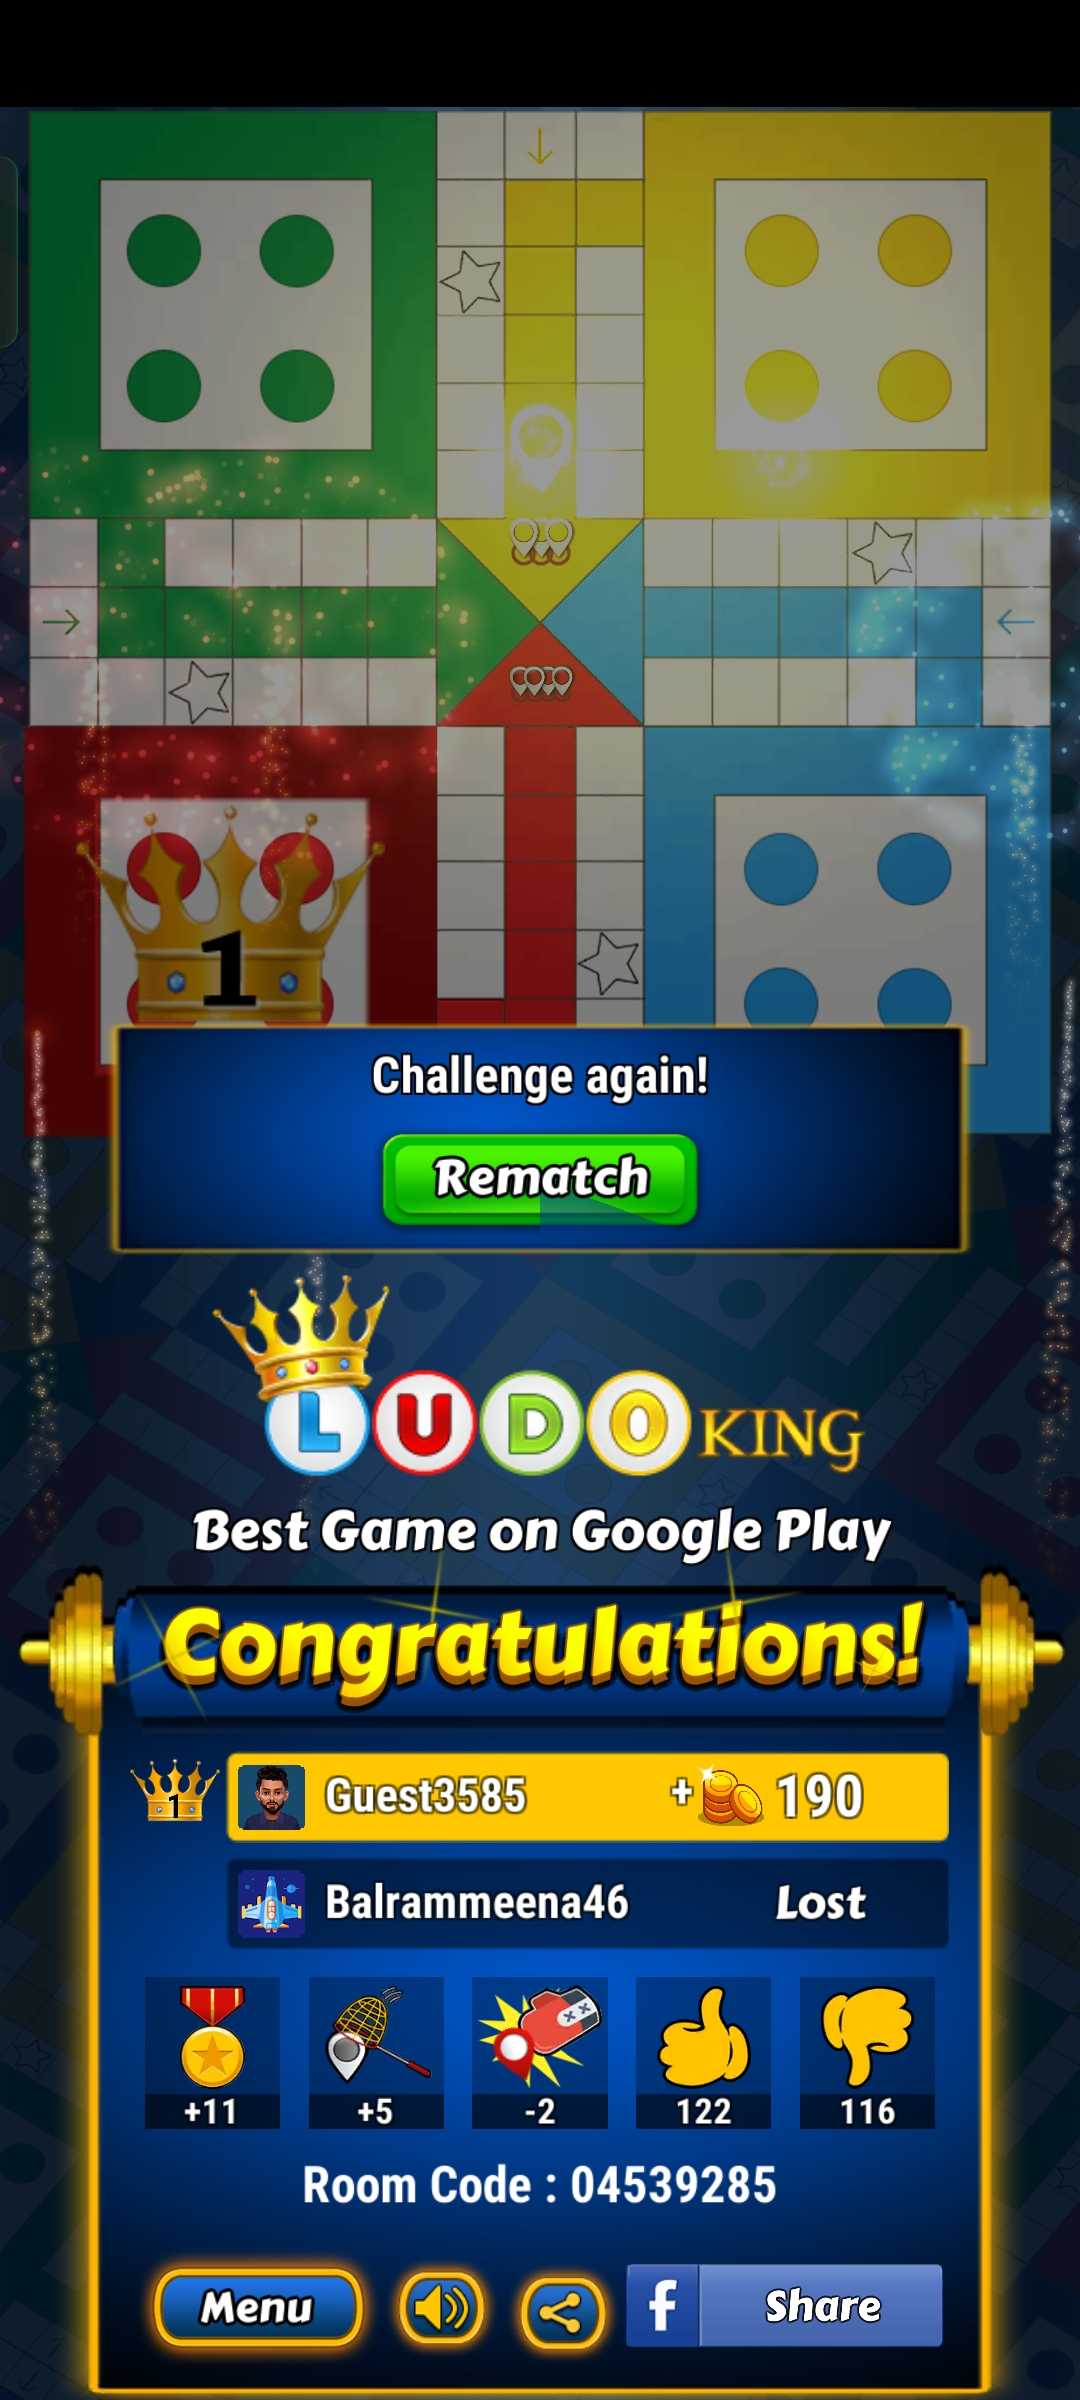 1
Challenge again!
Rematch
LUDO KING
Best Game on Google Play
Congratulations!
1 Guest3585 + 190
Balrammeena46 Lost
+11 +5 -2 122 116
Room Code : 04539285
Menu f Share